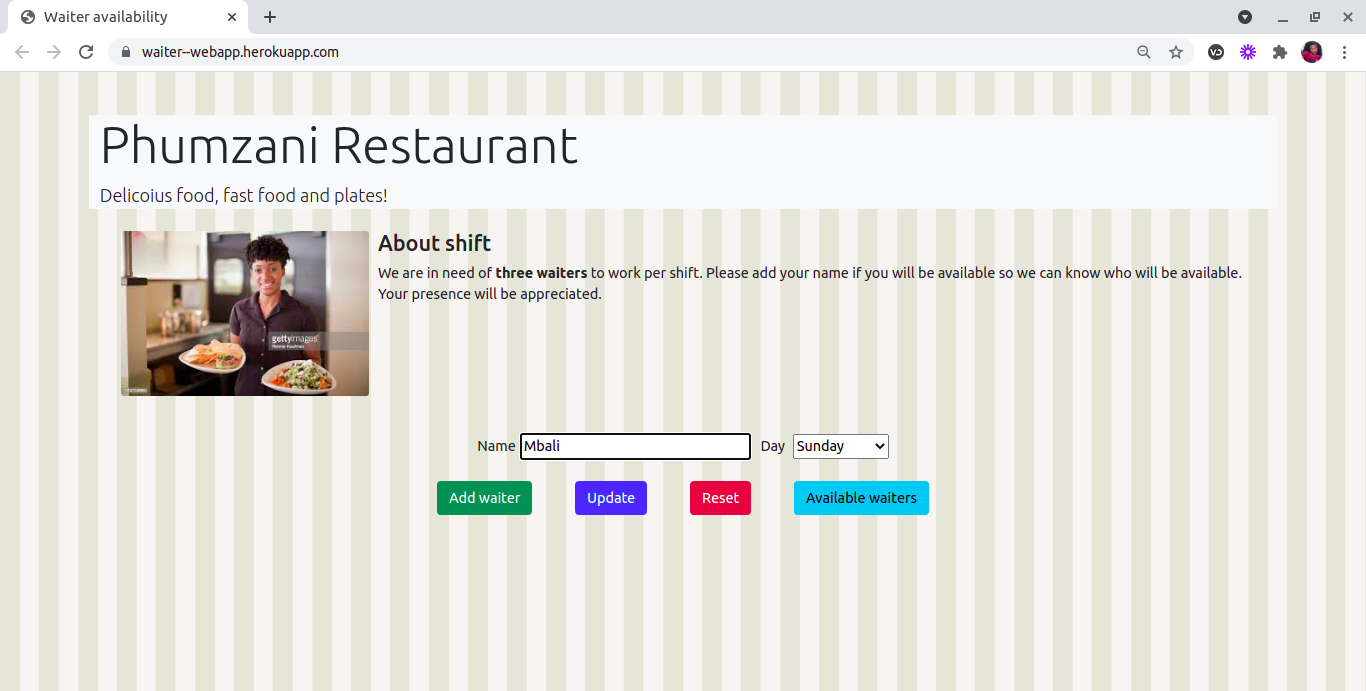 Waiter availability
waiter--webapp.herokuapp.com
Phumzani Restaurant
Delicoius food, fast food and plates!
About shift
We are in need of three waiters to work per shift. Please add your name if you will be available so we can know who will be available.
Your presence will be appreciated.
gettyimages
Name Mbali Day Sunday
Add waiter Update Reset Available waiters